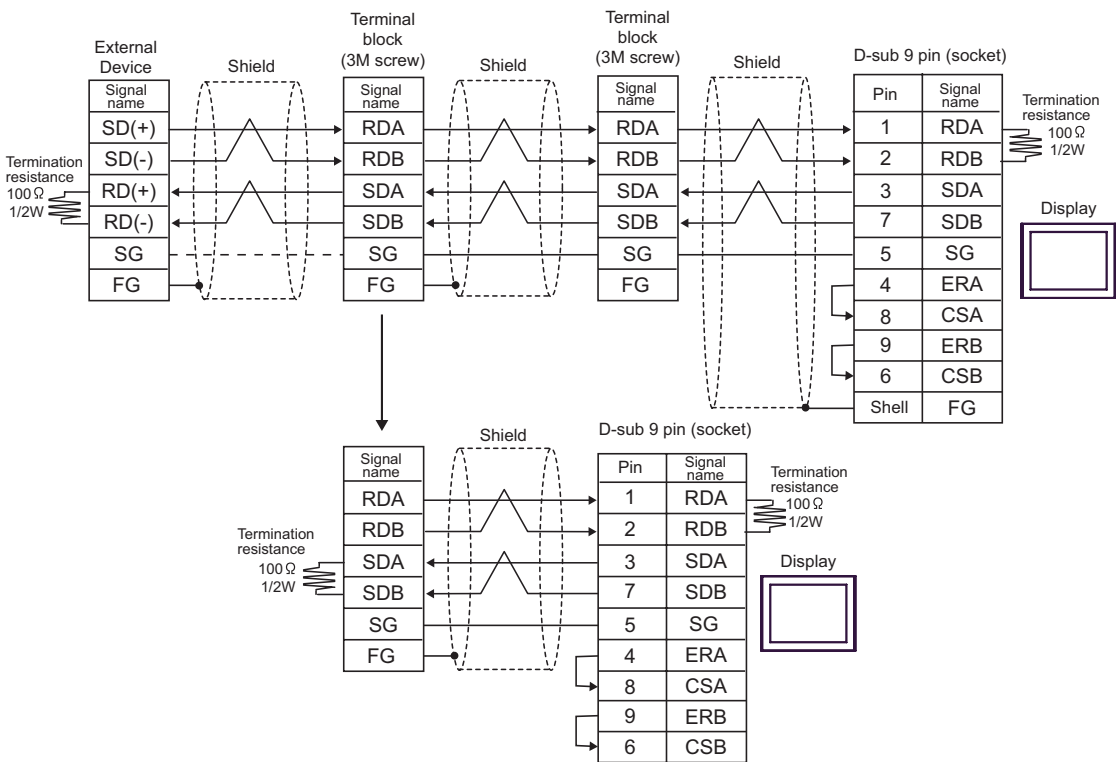 Terminal
block
(3M screw)
Terminal
block
(3M screw)
External
Device
Shield
Shield
Shield
D-sub 9 pin (socket)
Signal
name
Signal
name
Signal
name
Pin
Signal
name
Termination
resistance
100 Ω
1/2W
SD(+)
RDA
RDA
1
RDA
SD(-)
RDB
RDB
2
RDB
Termination
resistance
100 Ω
1/2W
RD(+)
SDA
SDA
3
SDA
RD(-)
SDB
SDB
7
SDB
Display
SG
SG
SG
5
SG
FG
FG
FG
4
ERA
8
CSA
9
ERB
6
CSB
Shell
FG
Shield
D-sub 9 pin (socket)
Signal
name
Pin
Signal
name
Termination
resistance
100 Ω
1/2W
RDA
1
RDA
RDB
2
RDB
Termination
resistance
100 Ω
1/2W
SDA
3
SDA
Display
SDB
7
SDB
SG
5
SG
FG
4
ERA
8
CSA
9
ERB
6
CSB